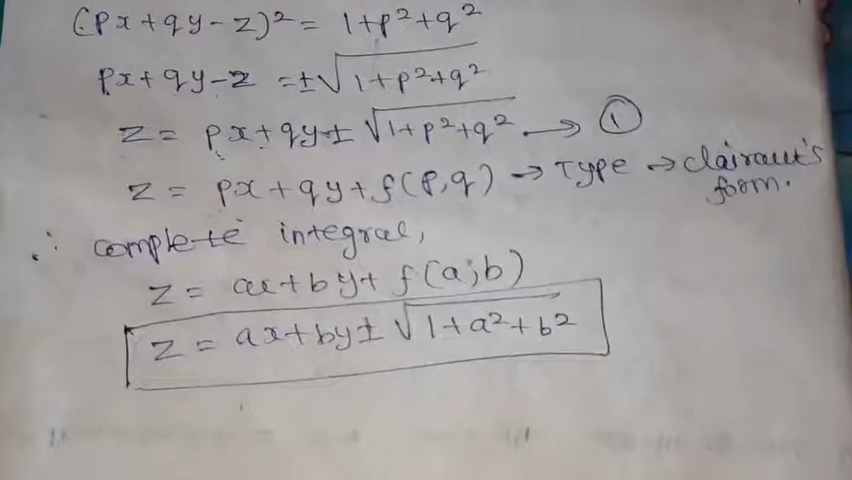 (px+qy-z)² = 1+p²+q²
px+qy-z = ±√1+p²+q²
z = px+qy±√1+p²+q² → ①
z = px+qy+f(p,q) → Type → clairaut's form.
∴ complete integral,
z = ax+by+f(a,b)
z = ax+by±√1+a²+b²